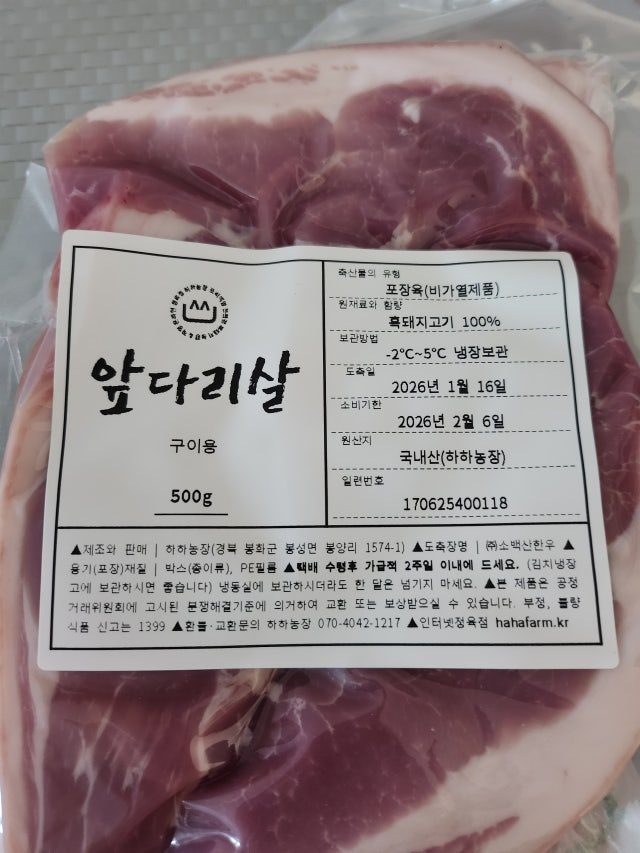 앞다리살
구이용
500g
축산물의 유형
포장육(비가열제품)
원재료와 함량
흑돼지고기 100%
보관방법
-2℃~5℃ 냉장보관
도축일
2026년 1월 16일
소비기한
2026년 2월 6일
원산지
국내산(하하농장)
일련번호
170625400118
▲제조와 판매 | 하하농장(경북 봉화군 봉성면 봉양리 1574-1) ▲도축장명 | ㈜소백산한우 ▲
용기(포장)재질 | 박스(종이류), PE필름 ▲택배 수령후 가급적 2주일 이내에 드세요. (김치냉장
고에 보관하시면 좋습니다) 냉동실에 보관하시더라도 한 달은 넘기지 마세요. ▲본 제품은 공정
거래위원회에 고시된 분쟁해결기준에 의거하여 교환 또는 보상받으실 수 있습니다. 부정, 불량
식품 신고는 1399 ▲환불·교환문의 하하농장 070-4042-1217 ▲인터넷정육점 hahafarm.kr